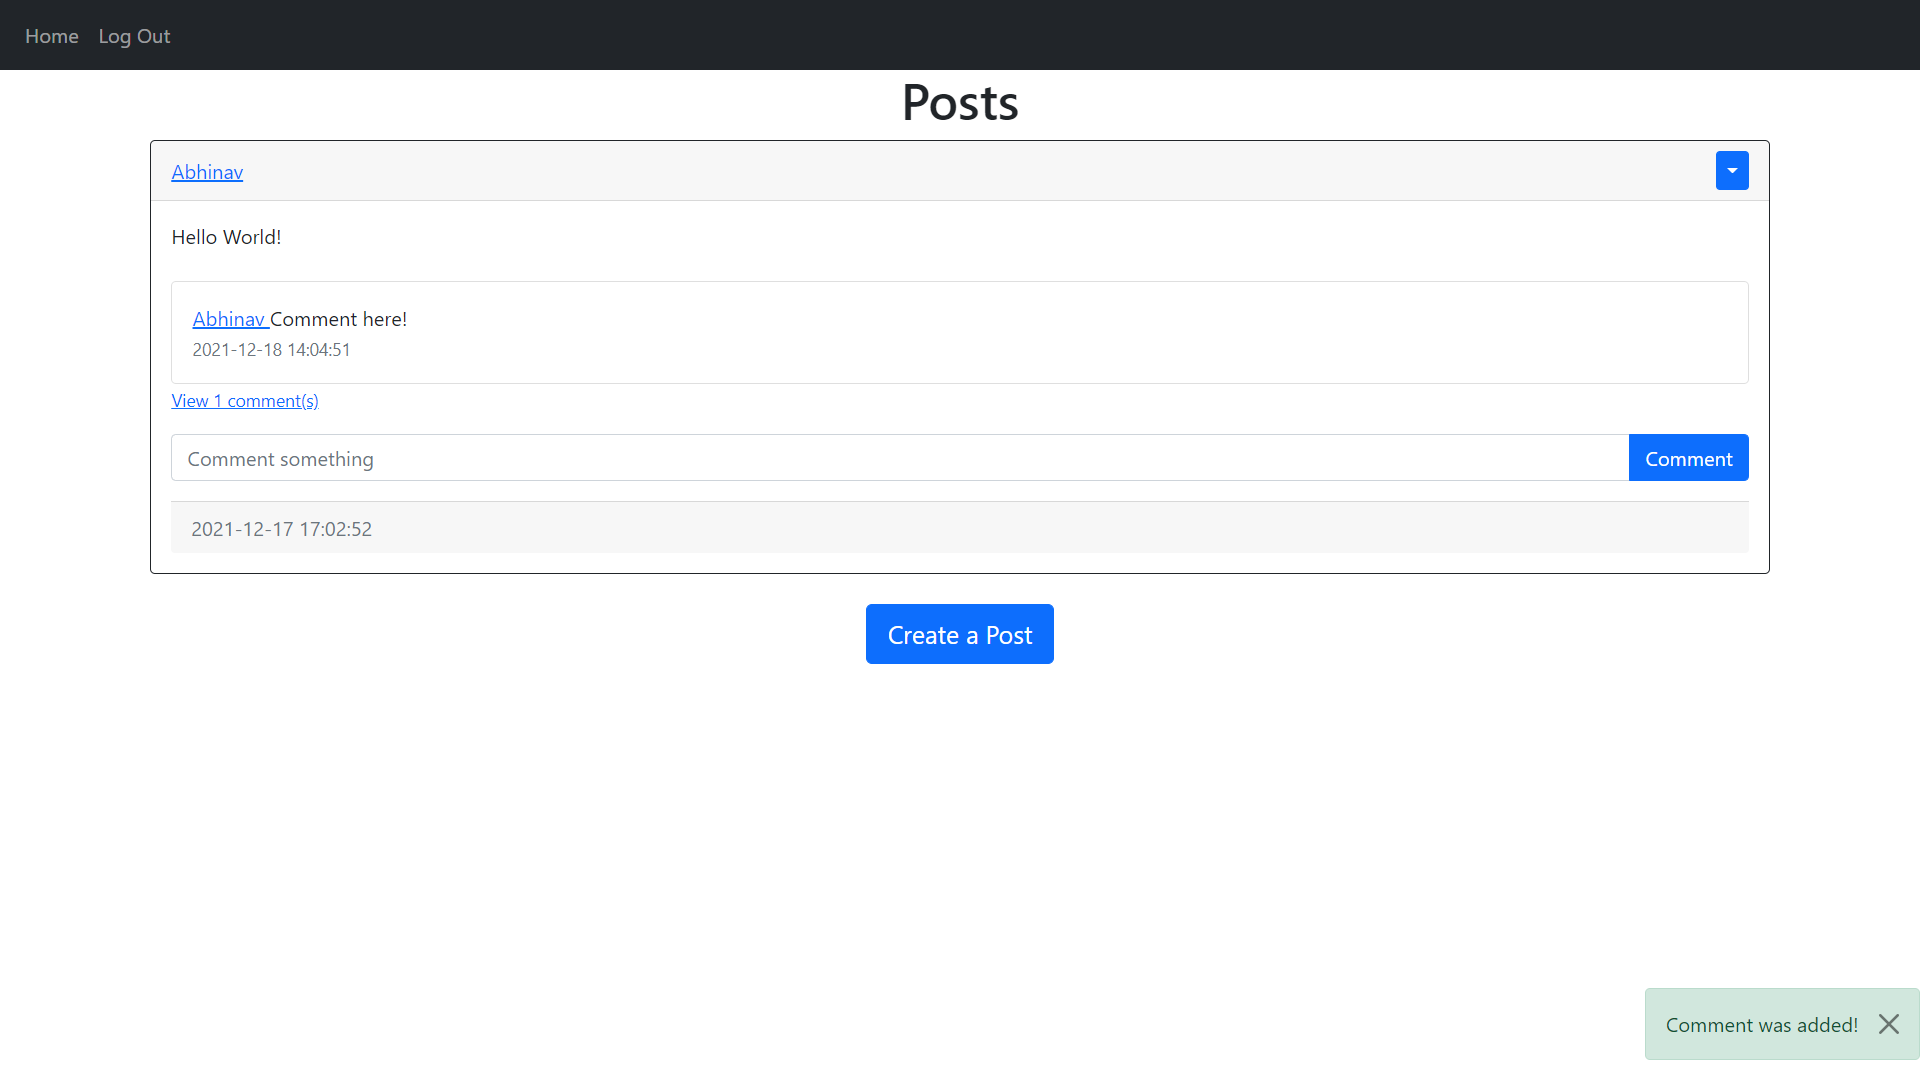 Home Log Out
Posts
Abhinav
Hello World!
Abhinav Comment here!
2021-12-18 14:04:51
View 1 comment(s)
Comment something
Comment
2021-12-17 17:02:52
Create a Post
Comment was added!